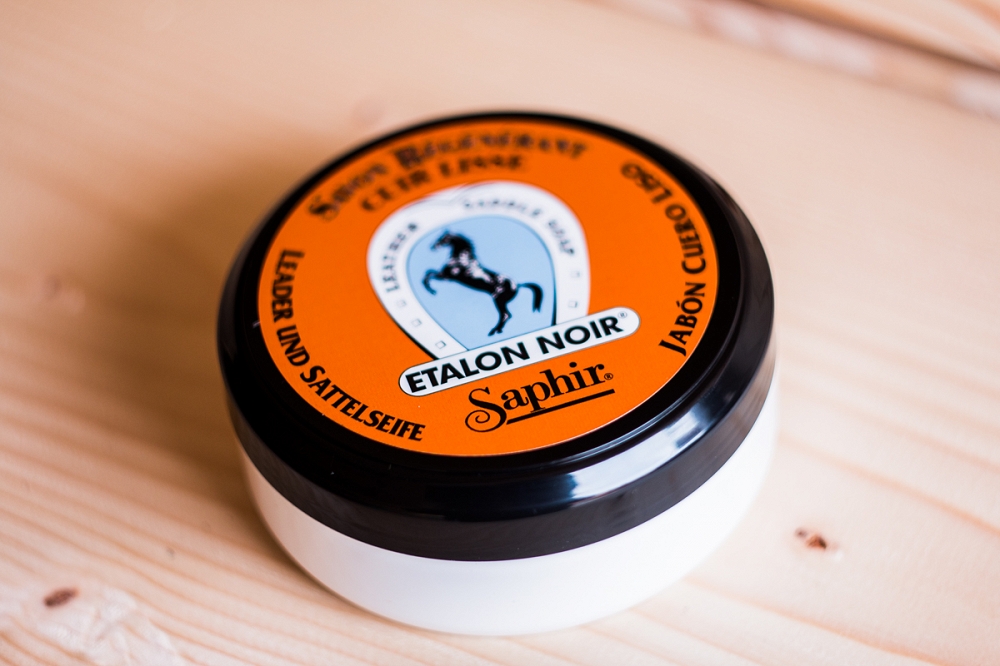 SAVON RÉGÉNÉRANT
CUIR LISSE
LEATHER SADDLE SOAP
JABÓN CUERO LISO
LEADER UND SATTELSEIFE
ETALON NOIR®
Saphir®